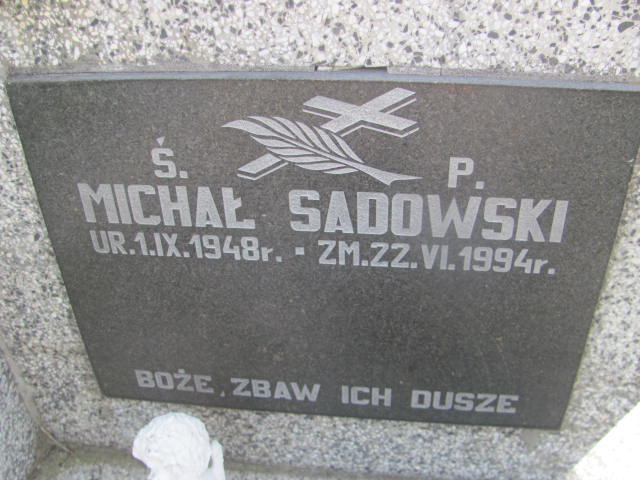 Ś. P.
MICHAŁ SADOWSKI
UR.1.IX.1948r. - ZM.22.VI.1994r.
BOŻE, ZBAW ICH DUSZE